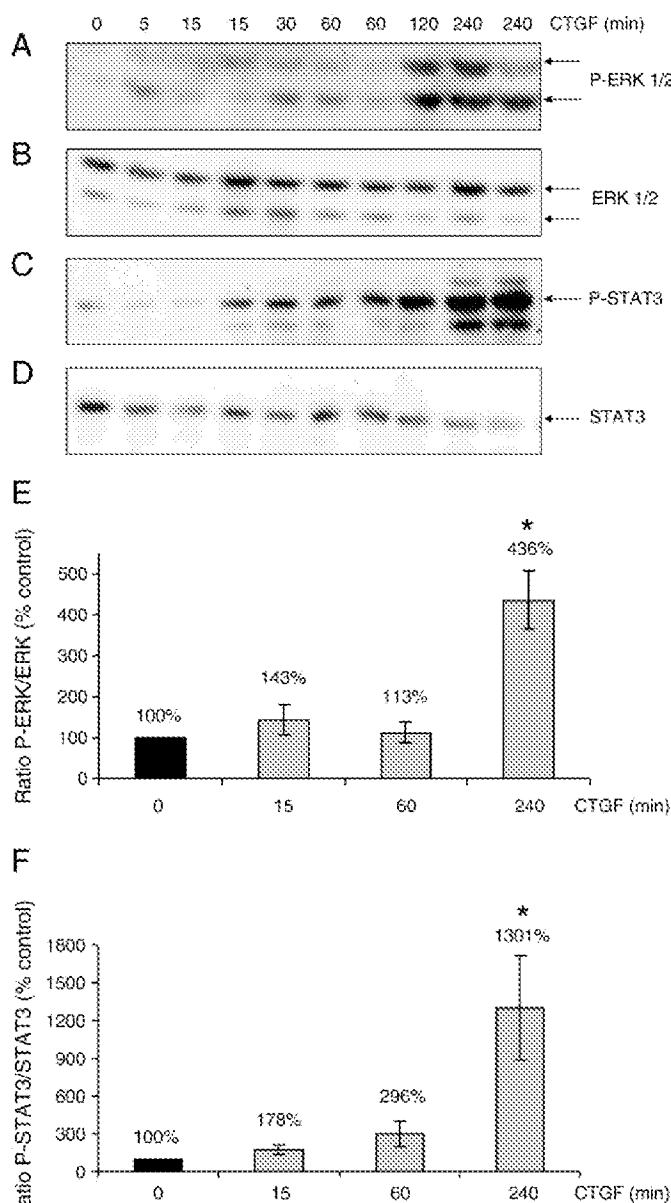 0 5 15 15 30 60 60 120 240 240 CTGF (min)
A
P-ERK 1/2
B
ERK 1/2
C
P-STAT3
D
STAT3
E
Ratio P-ERK/ERK (% control)
500
400
300
200
100
0
100%
143%
113%
*
436%
0 15 60 240 CTGF (min)
F
atio P-STAT3/STAT3 (% control)
1800
1500
1200
900
600
300
0
100%
178%
296%
*
1301%
0 15 60 240 CTGF (min)